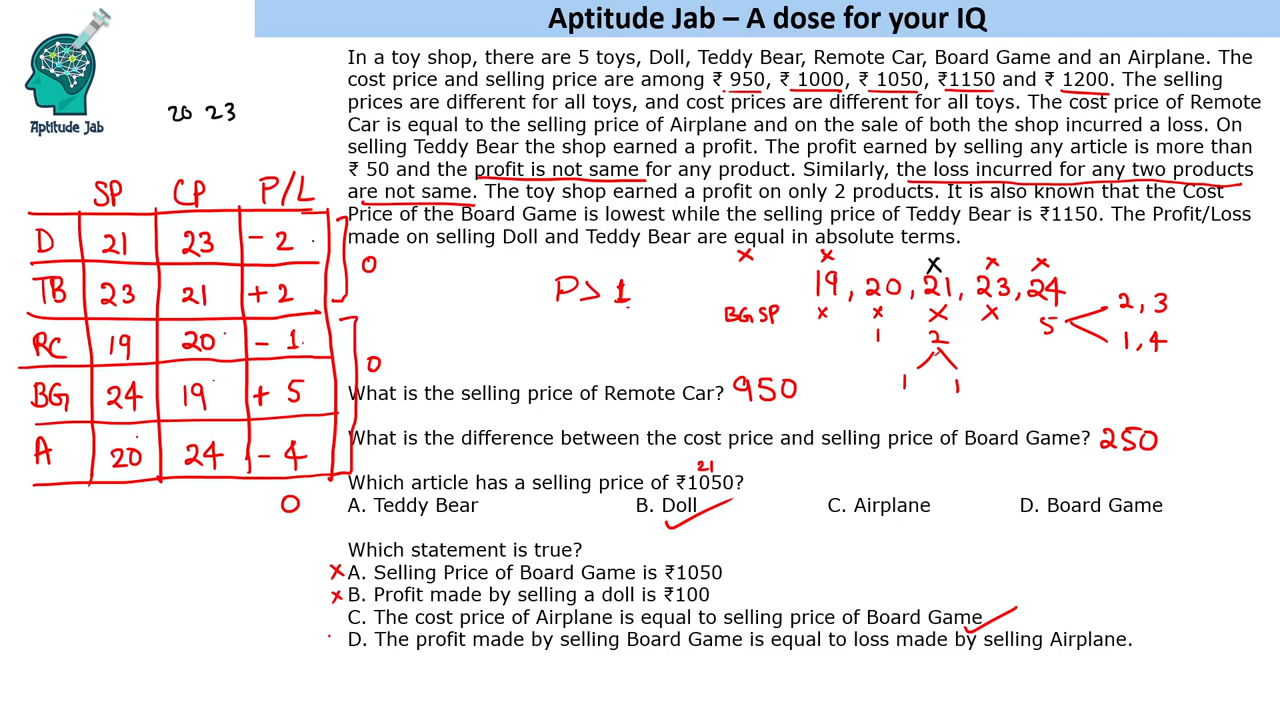 Aptitude Jab – A dose for your IQ
Aptitude Jab
In a toy shop, there are 5 toys, Doll, Teddy Bear, Remote Car, Board Game and an Airplane. The
cost price and selling price are among ₹ 950, ₹ 1000, ₹ 1050, ₹1150 and ₹ 1200. The selling
prices are different for all toys, and cost prices are different for all toys. The cost price of Remote
Car is equal to the selling price of Airplane and on the sale of both the shop incurred a loss. On
selling Teddy Bear the shop earned a profit. The profit earned by selling any article is more than
₹ 50 and the profit is not same for any product. Similarly, the loss incurred for any two products
are not same. The toy shop earned a profit on only 2 products. It is also known that the Cost
Price of the Board Game is lowest while the selling price of Teddy Bear is ₹1150. The Profit/Loss
made on selling Doll and Teddy Bear are equal in absolute terms.
20 23
SP CP P/L
D 21 23 - 2
TB 23 21 + 2
0
RC 19 20 - 1
BG 24 19 + 5
0
A 20 24 - 4
0
P > 1
x x x x x
19, 20, 21, 23, 24
BG SP x x x x
1 2 5
2, 3
1, 4
1 1
What is the selling price of Remote Car? 950
What is the difference between the cost price and selling price of Board Game? 250
21
Which article has a selling price of ₹1050?
A. Teddy Bear B. Doll C. Airplane D. Board Game
Which statement is true?
x A. Selling Price of Board Game is ₹1050
x B. Profit made by selling a doll is ₹100
C. The cost price of Airplane is equal to selling price of Board Game
D. The profit made by selling Board Game is equal to loss made by selling Airplane.